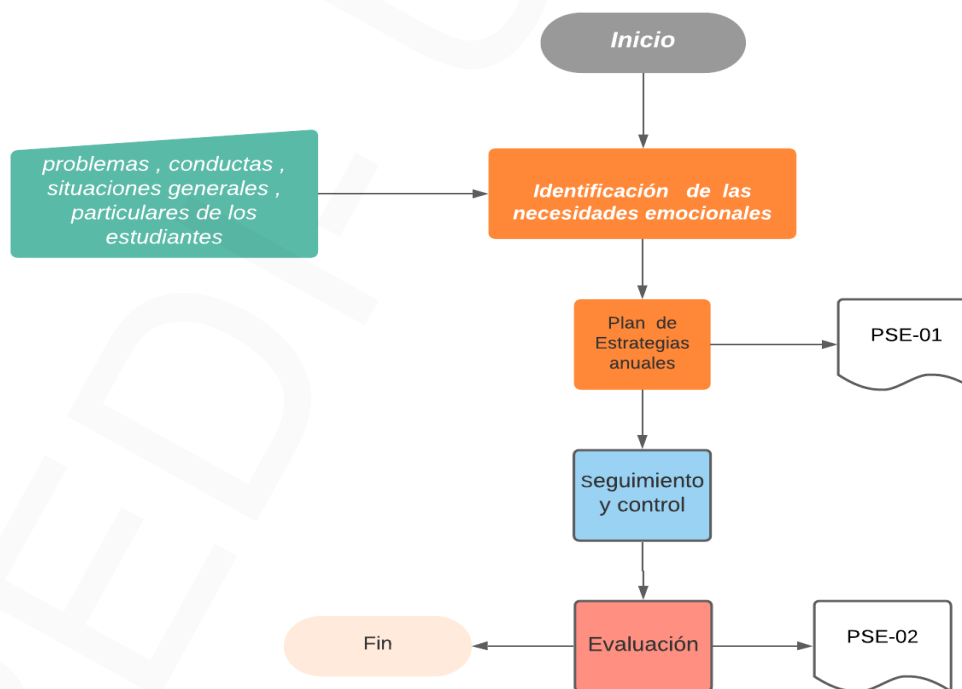 Inicio
problemas , conductas ,
situaciones generales ,
particulares de los
estudiantes
Identificación de las
necesidades emocionales
Plan de
Estrategias
anuales
PSE-01
Seguimiento
y control
Fin
Evaluación
PSE-02